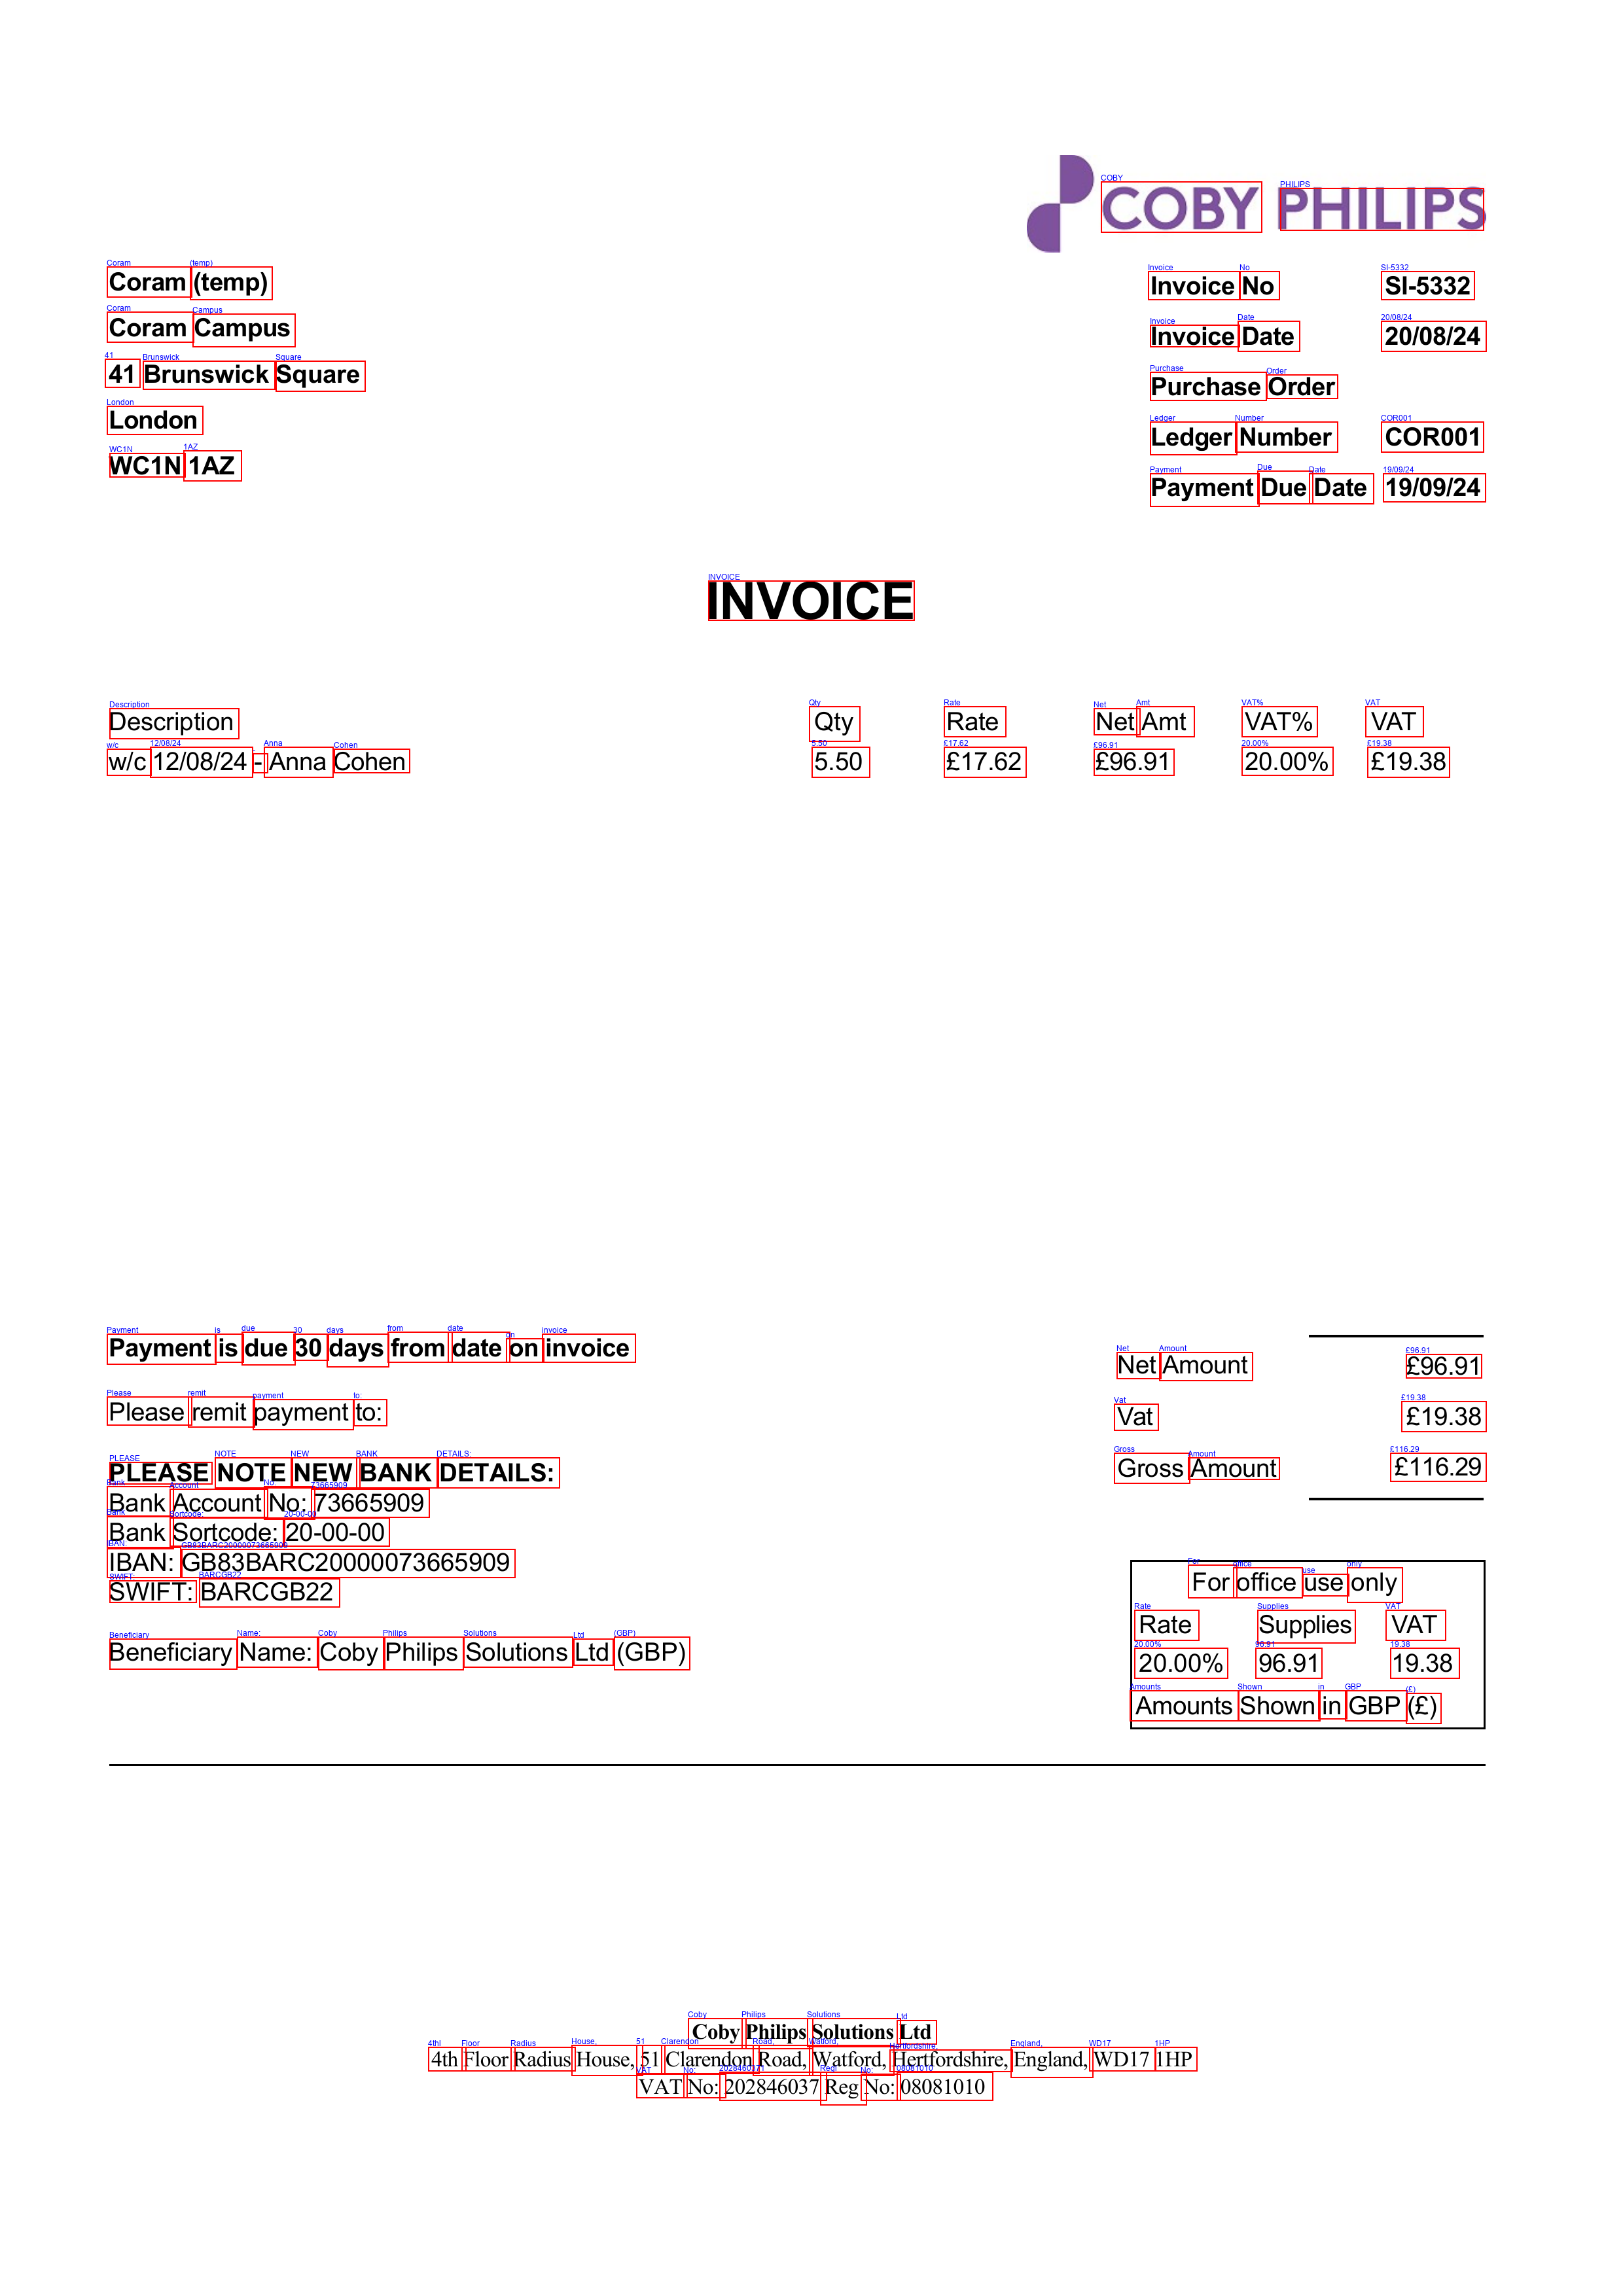 COBY PHILIPS
Coram (temp)
Coram Campus
41 Brunswick Square
London
WC1N 1AZ
Invoice No SI-5332
Invoice Date 20/08/24
Purchase Order
Ledger Number COR001
Payment Due Date 19/09/24
INVOICE
Description Qty Rate Net Amt VAT% VAT
w/c 12/08/24 - Anna Cohen 5.50 £17.62 £96.91 20.00% £19.38
Payment is due 30 days from date on invoice
Please remit payment to:
PLEASE NOTE NEW BANK DETAILS:
Bank Account No: 73665909
Bank Sortcode: 20-00-00
IBAN: GB83BARC20000073665909
SWIFT: BARCGB22
Beneficiary Name: Coby Philips Solutions Ltd (GBP)
Net Amount £96.91
Vat £19.38
Gross Amount £116.29
For office use only
Rate Supplies VAT
20.00% 96.91 19.38
Amounts Shown in GBP (£)
Coby Philips Solutions Ltd
4th Floor Radius House, 51 Clarendon Road, Watford, Hertfordshire, England, WD17 1HP
VAT No: 202846037 Reg No: 08081010